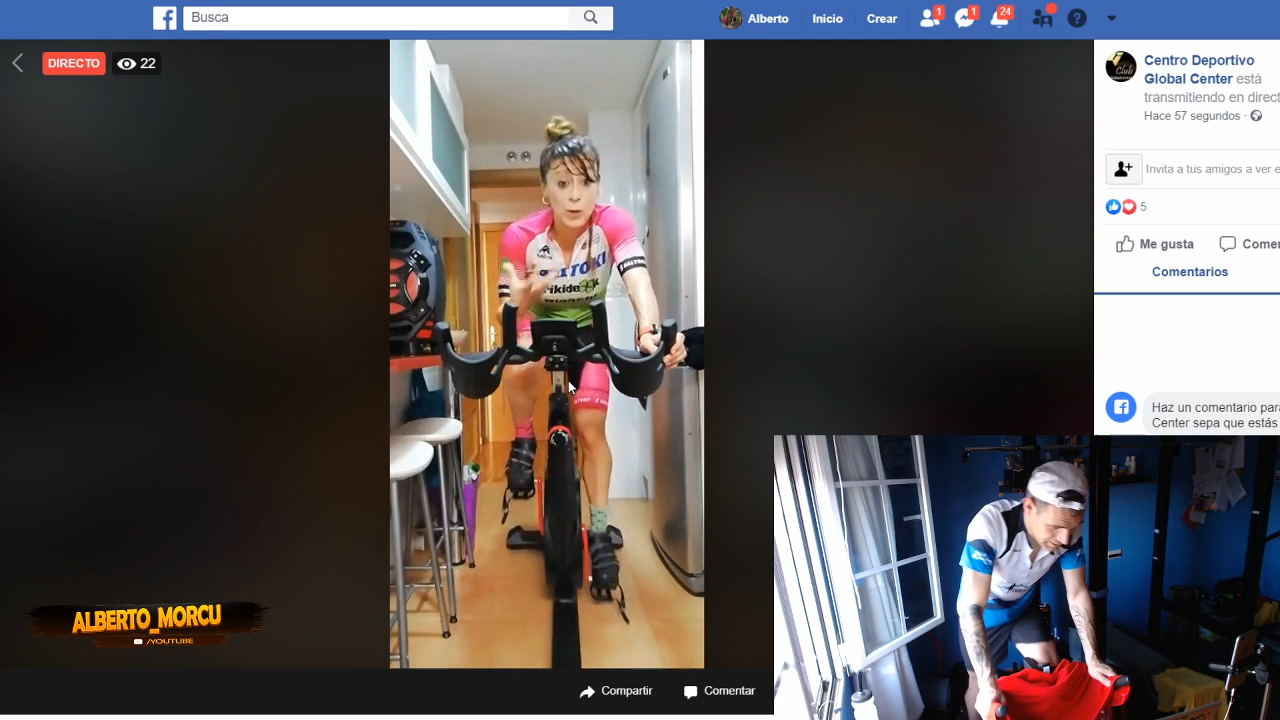 Busca
Alberto
Inicio
Crear
1
1
24
DIRECTO
22
Centro Deportivo
Global Center está
transmitiendo en direct
Hace 57 segundos
Invita a tus amigos a ver e
5
Me gusta
Comer
Comentarios
Haz un comentario para
Center sepa que estás
ALBERTO_MORCU
/YOUTUBE
Compartir
Comentar